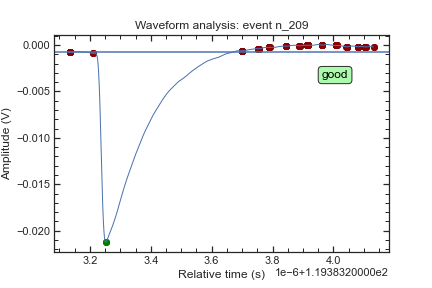 Waveform analysis: event n_209
Amplitude (V)
0.000
−0.005
−0.010
−0.015
−0.020
good
3.2 3.4 3.6 3.8 4.0
Relative time (s)
1e-6+1.1938320000e2